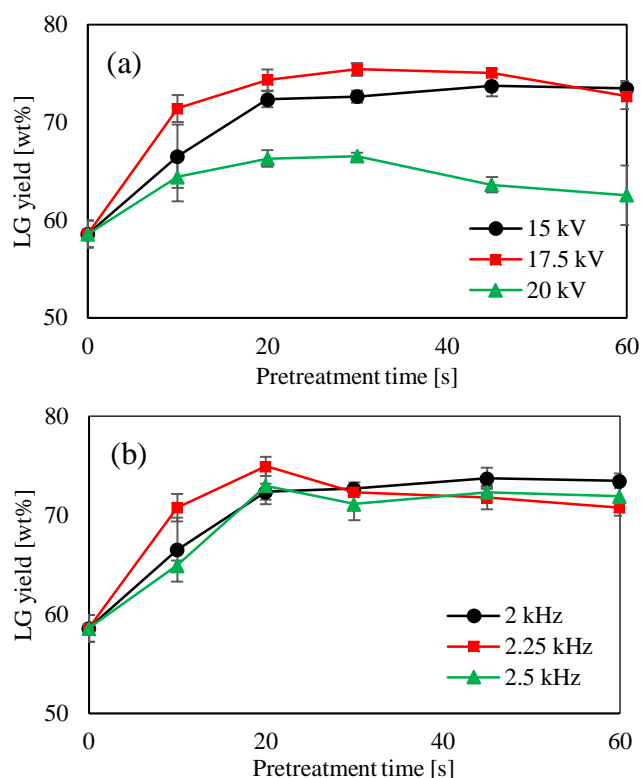 80
(a)
70
LG yield [wt%]
60
15 kV
17.5 kV
20 kV
50
0 20 40 60
Pretreatment time [s]
80
(b)
70
LG yield [wt%]
60
2 kHz
2.25 kHz
2.5 kHz
50
0 20 40 60
Pretreatment time [s]